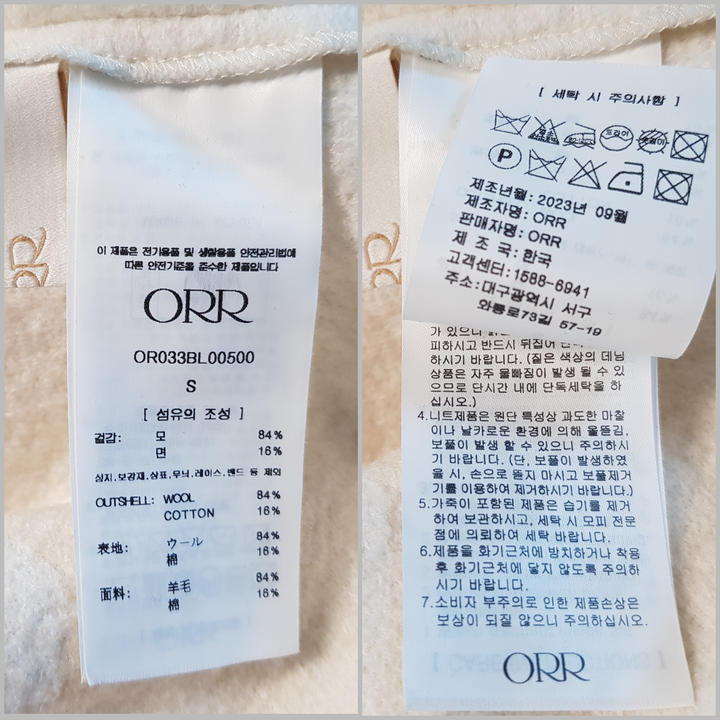 이 제품은 전기용품 및 생활용품 안전관리법에
따른 안전기준을 준수한 제품입니다
ORR
OR033BL00500
S
[ 섬유의 조성 ]
겉감: 모 84%
면 16%
심지,보강재,상표,무늬,레이스,밴드 등 제외
OUTSHELL: WOOL 84%
COTTON 16%
表地: ウール 84%
棉 16%
面料: 羊毛 84%
棉 16%
[ 세탁 시 주의사항 ]
드라이
P
제조년월: 2023년 09월
제조자명: ORR
판매자명: ORR
제 조 국: 한국
고객센터: 1588-6941
주소: 대구광역시 서구
와룡로73길 57-19
가 있으니
피하시고 반드시 뒤집어
하시기 바랍니다. (짙은 색상의 데님
상품은 자주 물빠짐이 발생 될 수 있
으므로 단시간 내에 단독세탁을 하
십시오.)
4.니트제품은 원단 특성상 과도한 마찰
이나 날카로운 환경에 의해 올뜯김,
보풀이 발생 할 수 있으니 주의하시
기 바랍니다. (단, 보풀이 발생하였
을 시, 손으로 뜯지 마시고 보풀제거
기를 이용하여 제거하시기 바랍니다.)
5.가죽이 포함된 제품은 습기를 제거
하여 보관하시고, 세탁 시 모피 전문
점에 의뢰하여 세탁 바랍니다.
6.제품을 화기근처에 방치하거나 착용
후 화기근처에 닿지 않도록 주의하
시기 바랍니다.
7.소비자 부주의로 인한 제품손상은
보상이 되질 않으니 주의하십시오.
ORR